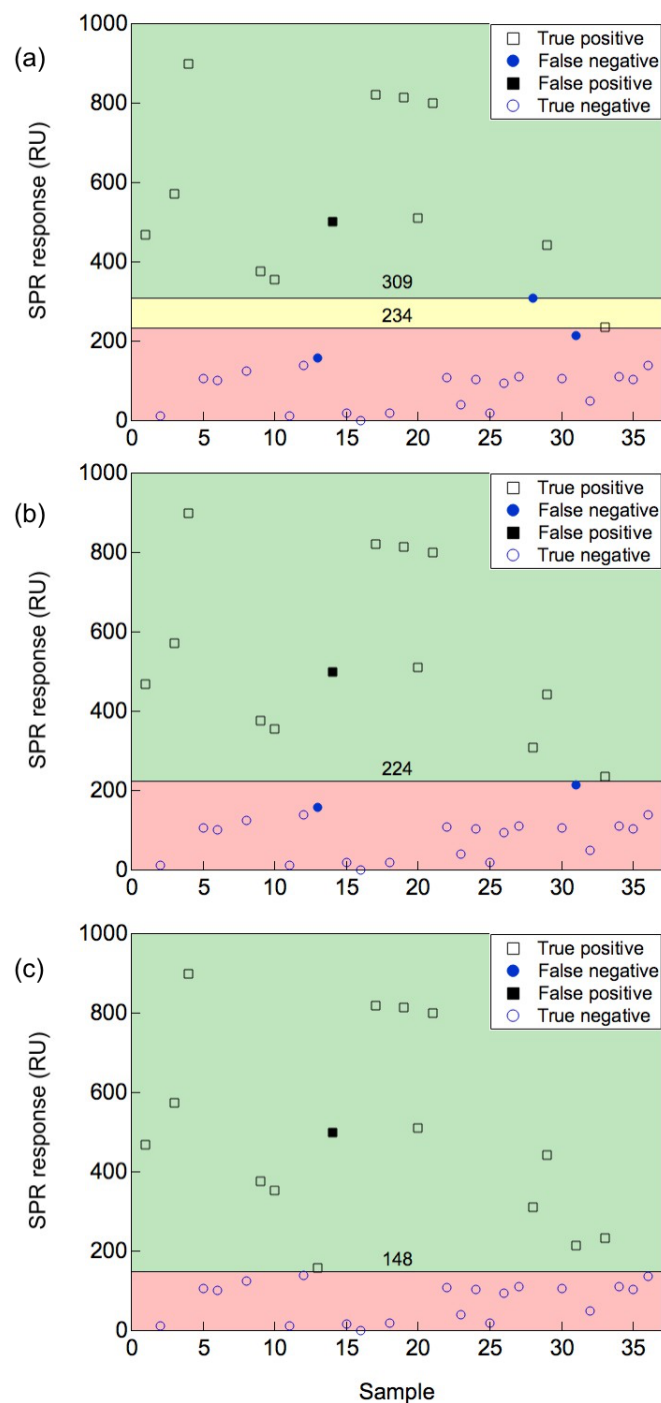 (a)
SPR response (RU)
1000
800
600
400
200
0
309
234
True positive
False negative
False positive
True negative
0 5 10 15 20 25 30 35
(b)
SPR response (RU)
1000
800
600
400
200
0
224
True positive
False negative
False positive
True negative
0 5 10 15 20 25 30 35
(c)
SPR response (RU)
1000
800
600
400
200
0
148
True positive
False negative
False positive
True negative
0 5 10 15 20 25 30 35
Sample